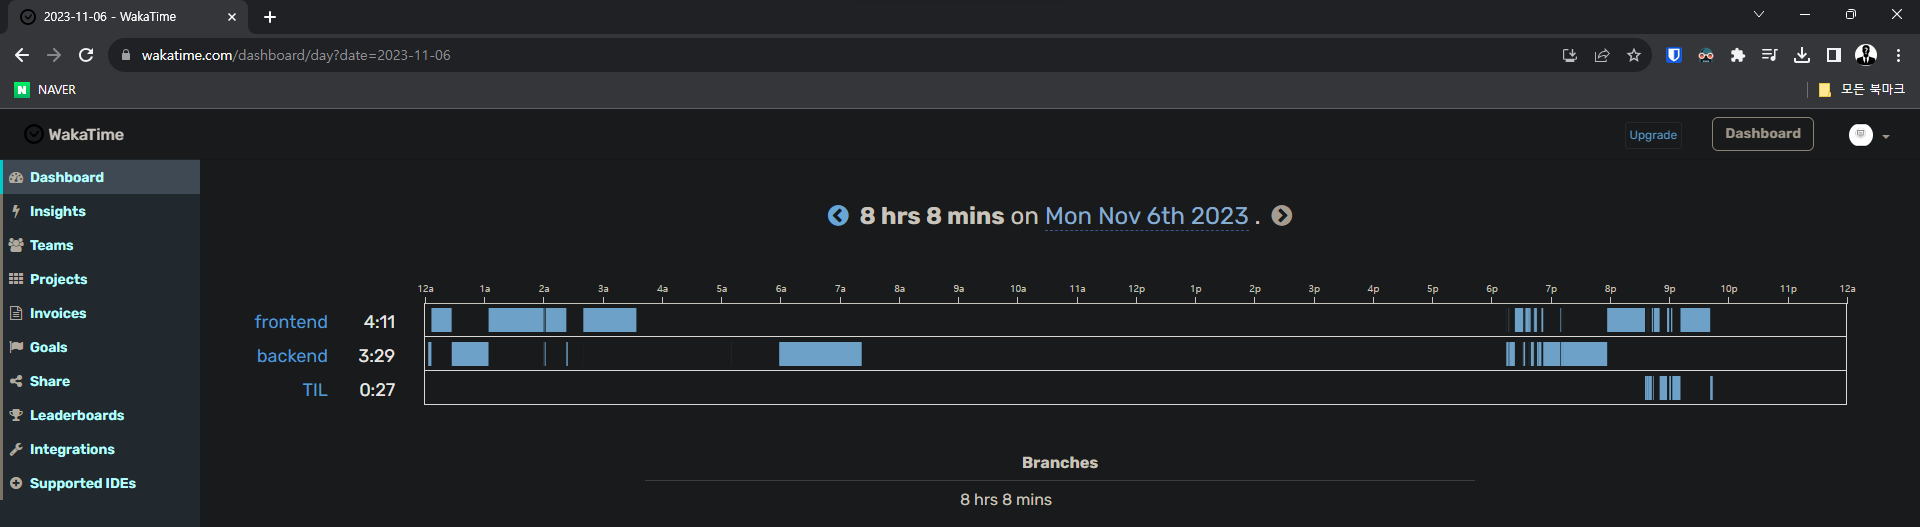 2023-11-06 - WakaTime
wakatime.com/dashboard/day?date=2023-11-06
N NAVER
모든 북마크
WakaTime
Upgrade
Dashboard
Dashboard
Insights
Teams
Projects
Invoices
Goals
Share
Leaderboards
Integrations
Supported IDEs
8 hrs 8 mins on Mon Nov 6th 2023 .
12a 1a 2a 3a 4a 5a 6a 7a 8a 9a 10a 11a 12p 1p 2p 3p 4p 5p 6p 7p 8p 9p 10p 11p 12a
frontend 4:11
backend 3:29
TIL 0:27
Branches
8 hrs 8 mins